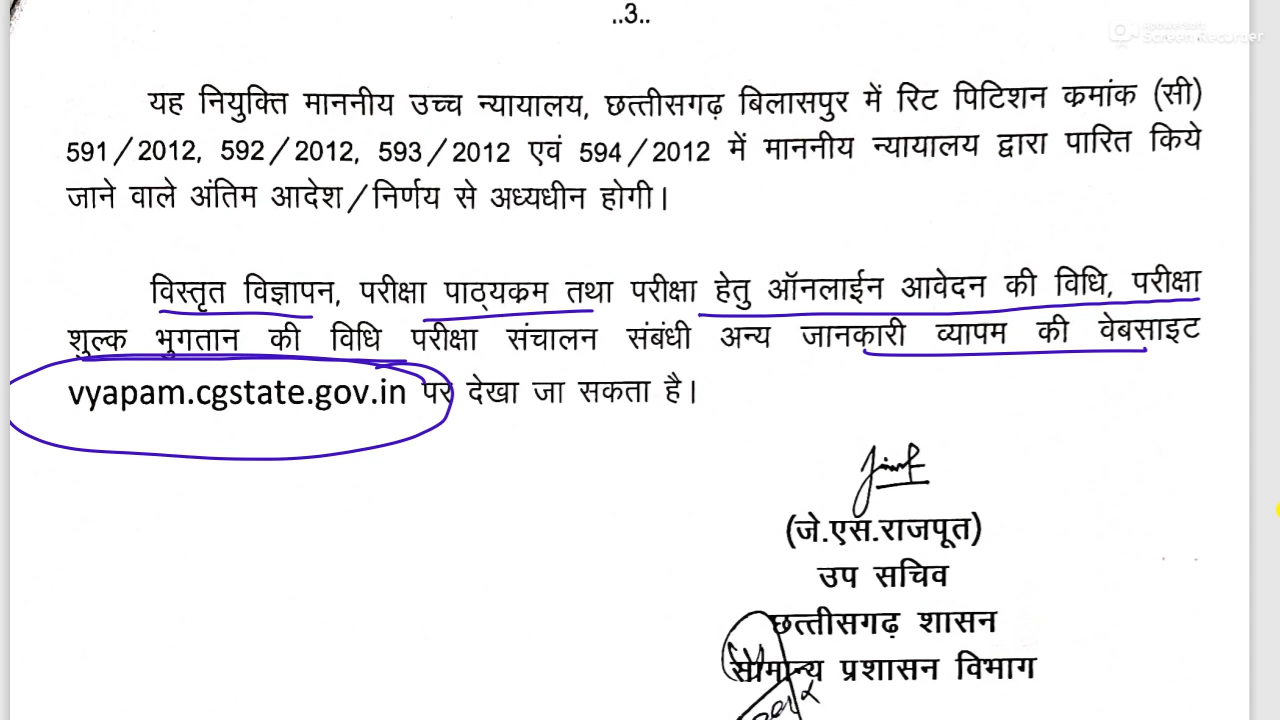 ..3..
Apowersoft
Screen Recorder
यह नियुक्ति माननीय उच्च न्यायालय, छत्तीसगढ़ बिलासपुर में रिट पिटिशन कमांक (सी)
591/2012, 592/2012, 593/2012 एवं 594/2012 में माननीय न्यायालय द्वारा पारित किये
जाने वाले अंतिम आदेश/निर्णय से अध्यधीन होगी।
विस्तृत विज्ञापन, परीक्षा पाठ्यकम तथा परीक्षा हेतु ऑनलाईन आवेदन की विधि, परीक्षा
शुल्क भुगतान की विधि परीक्षा संचालन संबंधी अन्य जानकारी व्यापम की वेबसाइट
vyapam.cgstate.gov.in पर देखा जा सकता है।
(जे.एस.राजपूत)
उप सचिव
छत्तीसगढ़ शासन
सामान्य प्रशासन विभाग